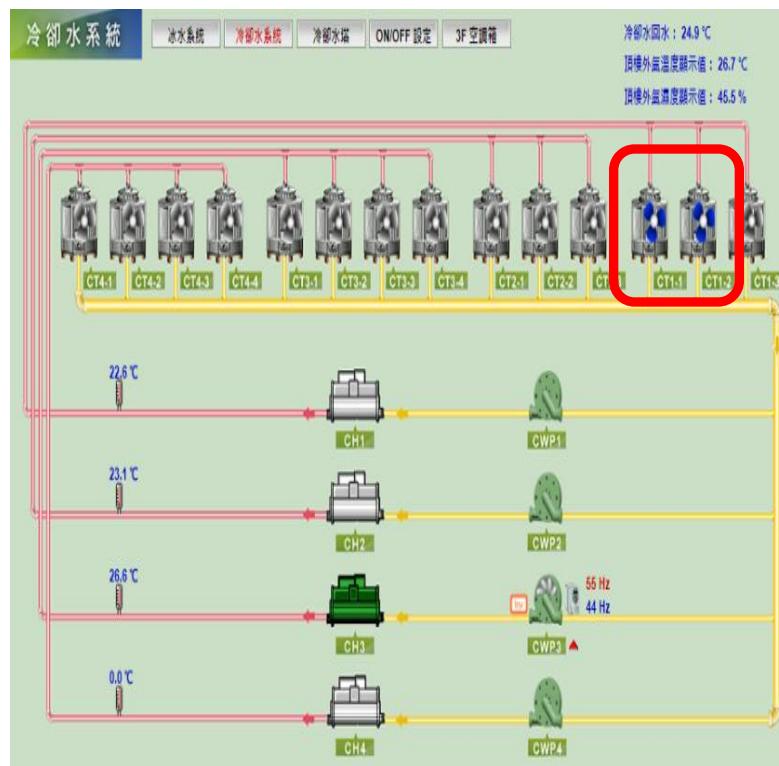 冷卻水系統
冰水系統 冷卻水系統 冷卻水塔 ON/OFF 設定 3F 空調箱
冷卻水回水：24.9 ℃
頂樓外氣溫度顯示值：26.7 ℃
頂樓外氣濕度顯示值：45.5 %
CT4-1 CT4-2 CT4-3 CT4-4 CT3-1 CT3-2 CT3-3 CT3-4 CT2-1 CT2-2 CT1-1 CT1-2 CT1-3
22.6 ℃
CH1 CWP1
23.1 ℃
CH2 CWP2
26.6 ℃
55 Hz
44 Hz
CH3 CWP3
0.0 ℃
CH4 CWP4